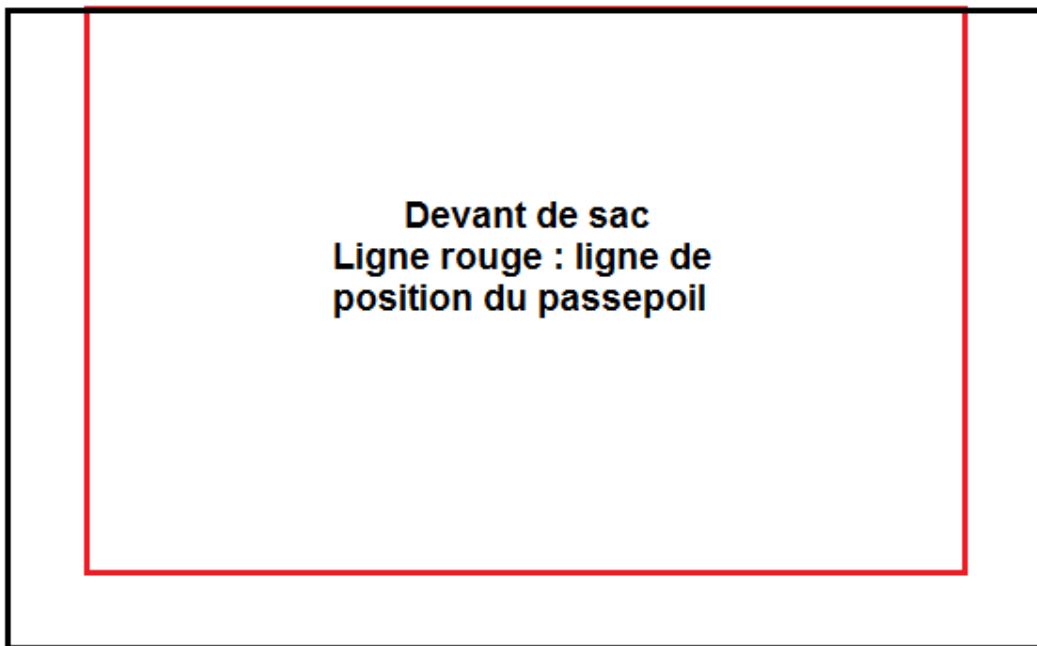 Devant de sac
Ligne rouge : ligne de
position du passepoil